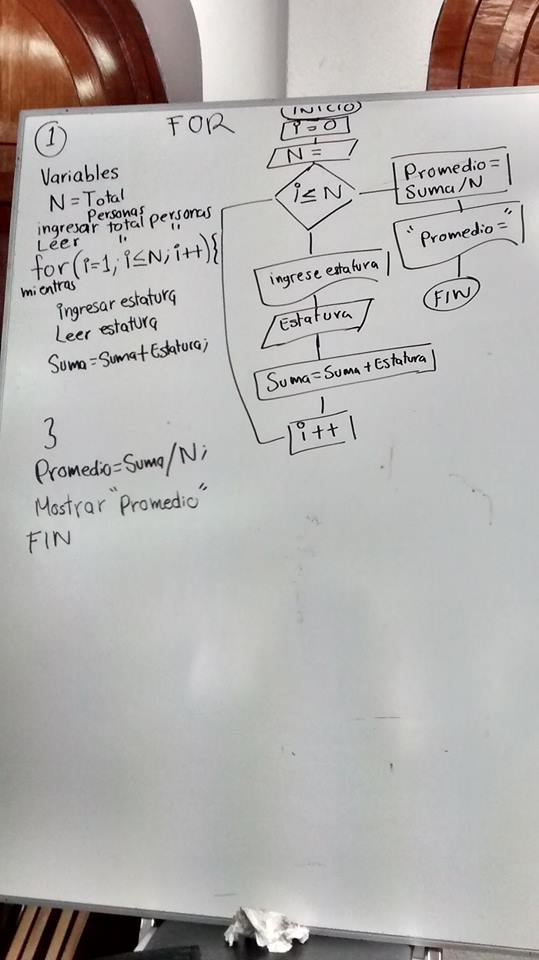 1
FOR
Variables
N = Total
Personas
ingresar total personas
Leer " "
for(i=1; i≤N; i++){
mientras
ingresar estatura
Leer estatura
Suma=Suma+Estatura;
}
Promedio=Suma/N;
Mostrar "Promedio"
FIN
INICIO
i=0
N=
i≤N
ingrese estatura
Estatura
Suma=Suma+Estatura
i++
Promedio=
Suma/N
"Promedio="
FIN